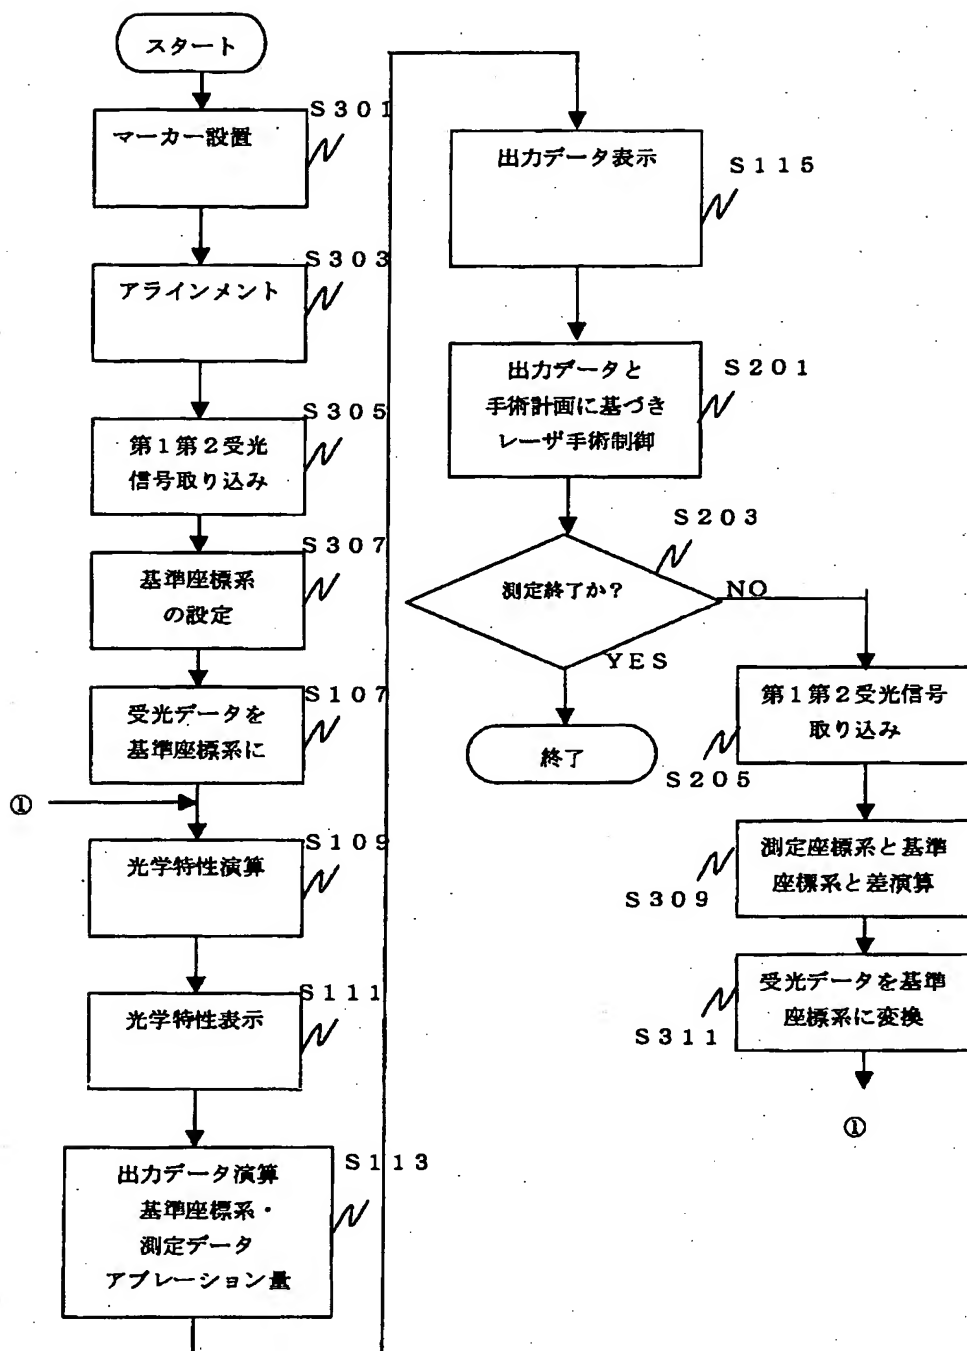 スタート
S301
マーカー設置
S303
アラインメント
S305
第1第2受光
信号取り込み
S307
基準座標系
の設定
S107
受光データを
基準座標系に
①
S109
光学特性演算
S111
光学特性表示
S113
出力データ演算
基準座標系・
測定データ
アブレーション量
出力データ表示
S115
出力データと
手術計画に基づき
レーザ手術制御
S201
S203
測定終了か?
NO
YES
終了
第1第2受光信号
取り込み
S205
測定座標系と基準
座標系と差演算
S309
受光データを基準
座標系に変換
S311
①